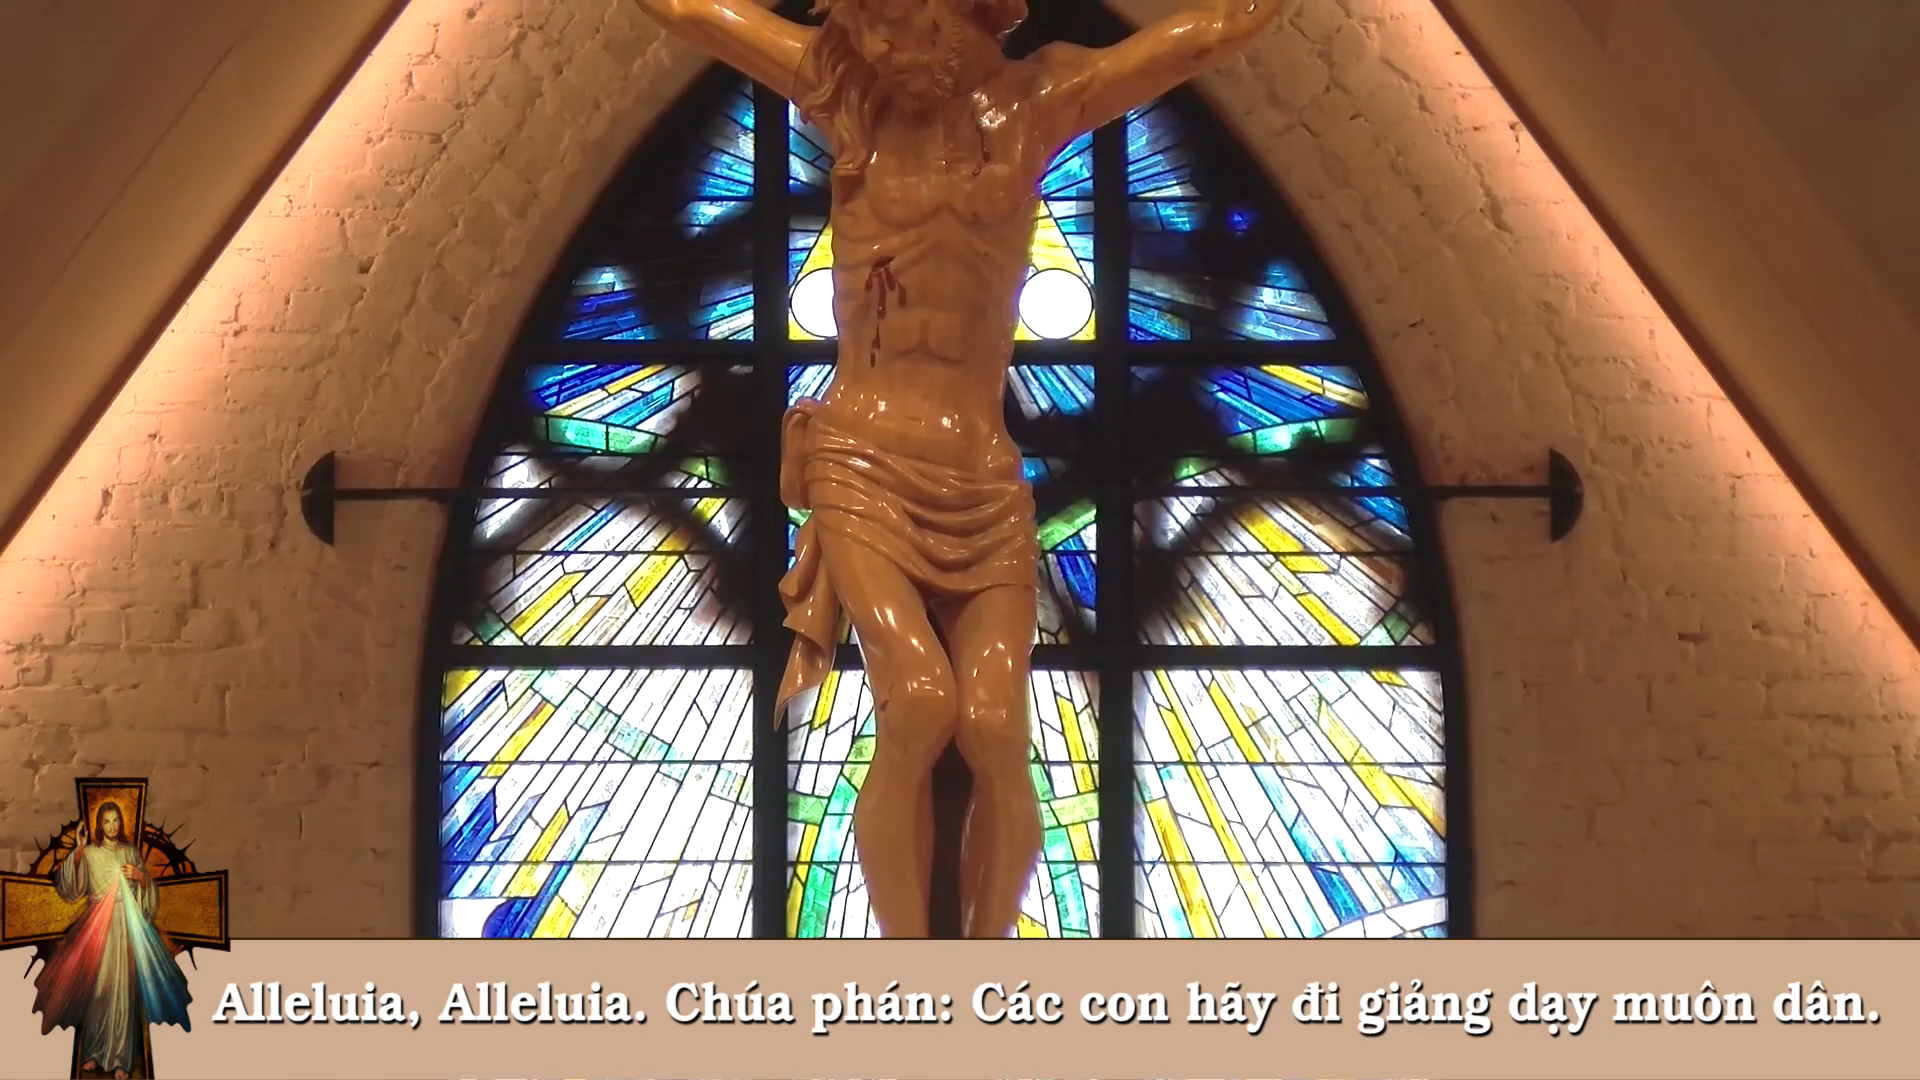 Alleluia, Alleluia. Chúa phán: Các con hãy đi giảng dạy muôn dân.